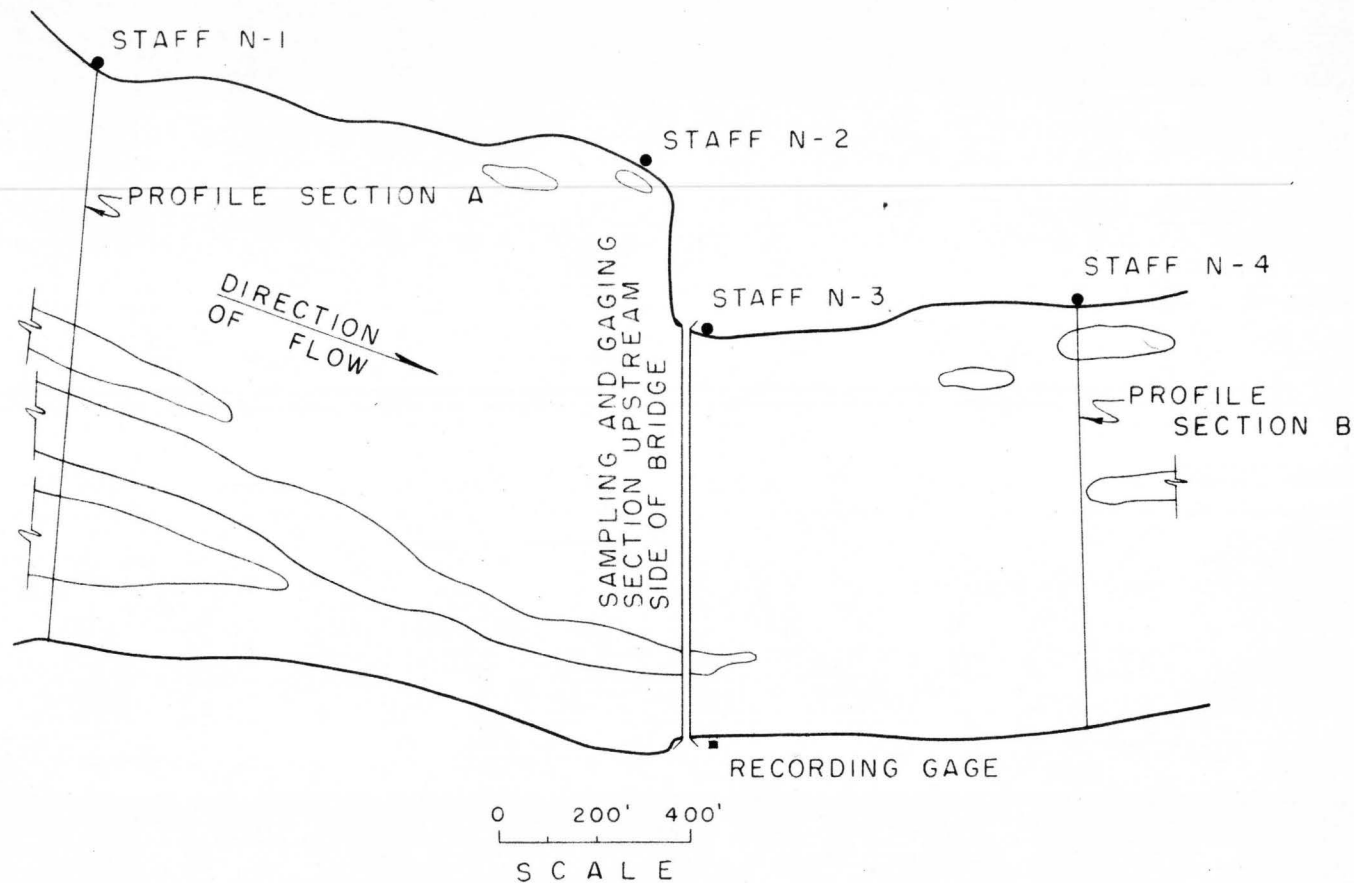 STAFF N-1
STAFF N-2
PROFILE SECTION A
DIRECTION
OF FLOW
SAMPLING AND GAGING
SECTION UPSTREAM
SIDE OF BRIDGE
STAFF N-3
STAFF N-4
PROFILE
SECTION B
RECORDING GAGE
0 200' 400'
SCALE